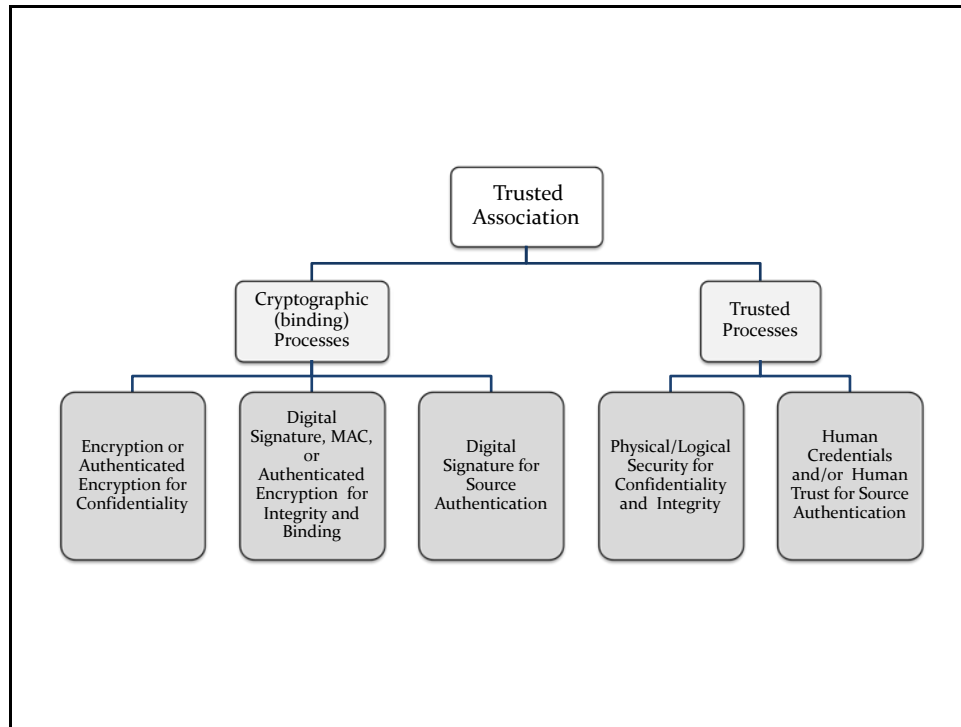 Trusted
Association
Cryptographic
(binding)
Processes
Trusted
Processes
Encryption or
Authenticated
Encryption for
Confidentiality
Digital
Signature, MAC,
or
Authenticated
Encryption for
Integrity and
Binding
Digital
Signature for
Source
Authentication
Physical/Logical
Security for
Confidentiality
and Integrity
Human
Credentials
and/or Human
Trust for Source
Authentication